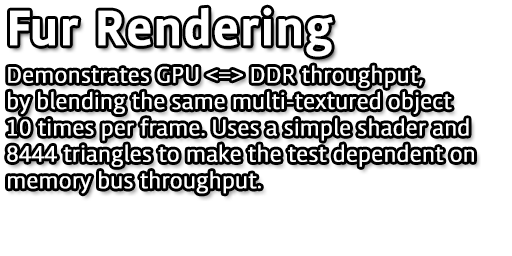 Fur Rendering
Demonstrates GPU <=> DDR throughput,
by blending the same multi-textured object
10 times per frame. Uses a simple shader and
8444 triangles to make the test dependent on
memory bus throughput.